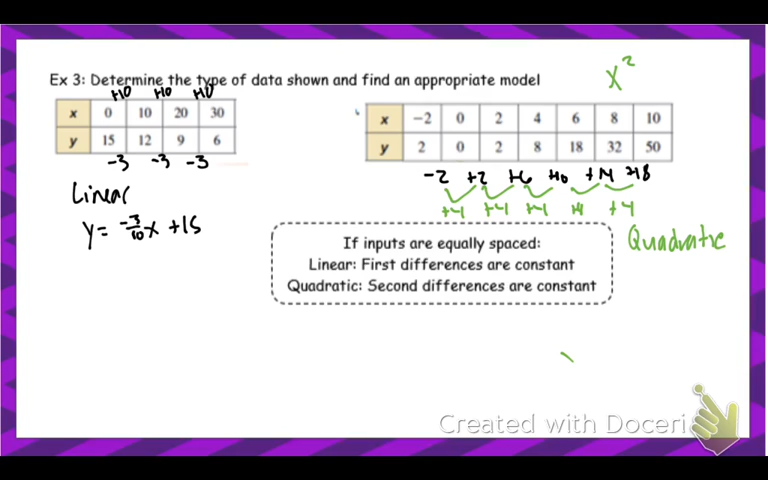 x²
Ex 3: Determine the type of data shown and find an appropriate model
+10 +10 +10
x 0 10 20 30
y 15 12 9 6
-3 -3 -3
Linear
y = -3/10 x + 15
x -2 0 2 4 6 8 10
y 2 0 2 8 18 32 50
-2 +2 +6 +10 +14 +18
+4 +4 +4 +4 +4
Quadratic
If inputs are equally spaced:
Linear: First differences are constant
Quadratic: Second differences are constant
Created with Doceri